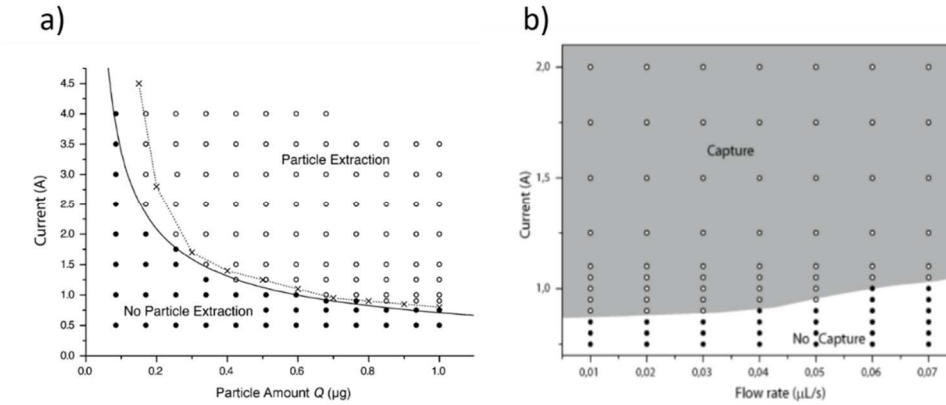 a)
4.5
4.0
3.5
3.0
2.5
2.0
1.5
1.0
0.5
0.0
Current (A)
Particle Extraction
No Particle Extraction
0.0 0.2 0.4 0.6 0.8 1.0
Particle Amount Q (µg)
b)
2,0
1,5
1,0
Current (A)
Capture
No Capture
0,01 0,02 0,03 0,04 0,05 0,06 0,07
Flow rate (µL/s)